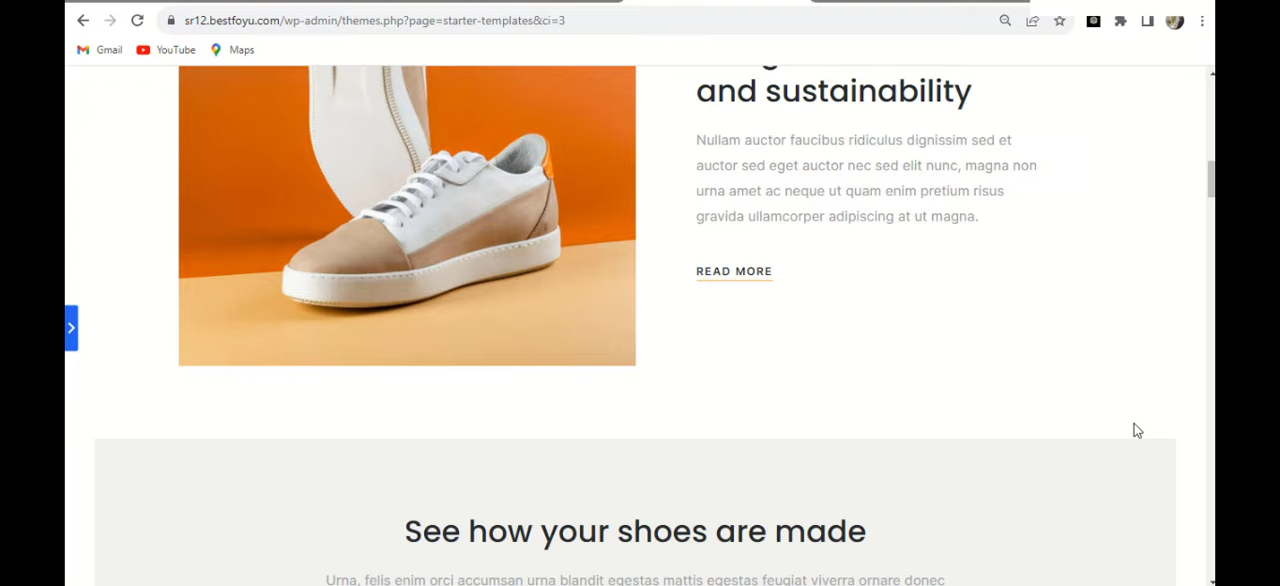 sr12.bestfoyu.com/wp-admin/themes.php?page=starter-templates&ci=3
Gmail YouTube Maps
and sustainability
Nullam auctor faucibus ridiculus dignissim sed et
auctor sed eget auctor nec sed elit nunc, magna non
urna amet ac neque ut quam enim pretium risus
gravida ullamcorper adipiscing at ut magna.
READ MORE
See how your shoes are made
Urna, felis enim orci accumsan urna blandit egestas mattis egestas feugiat viverra ornare donec